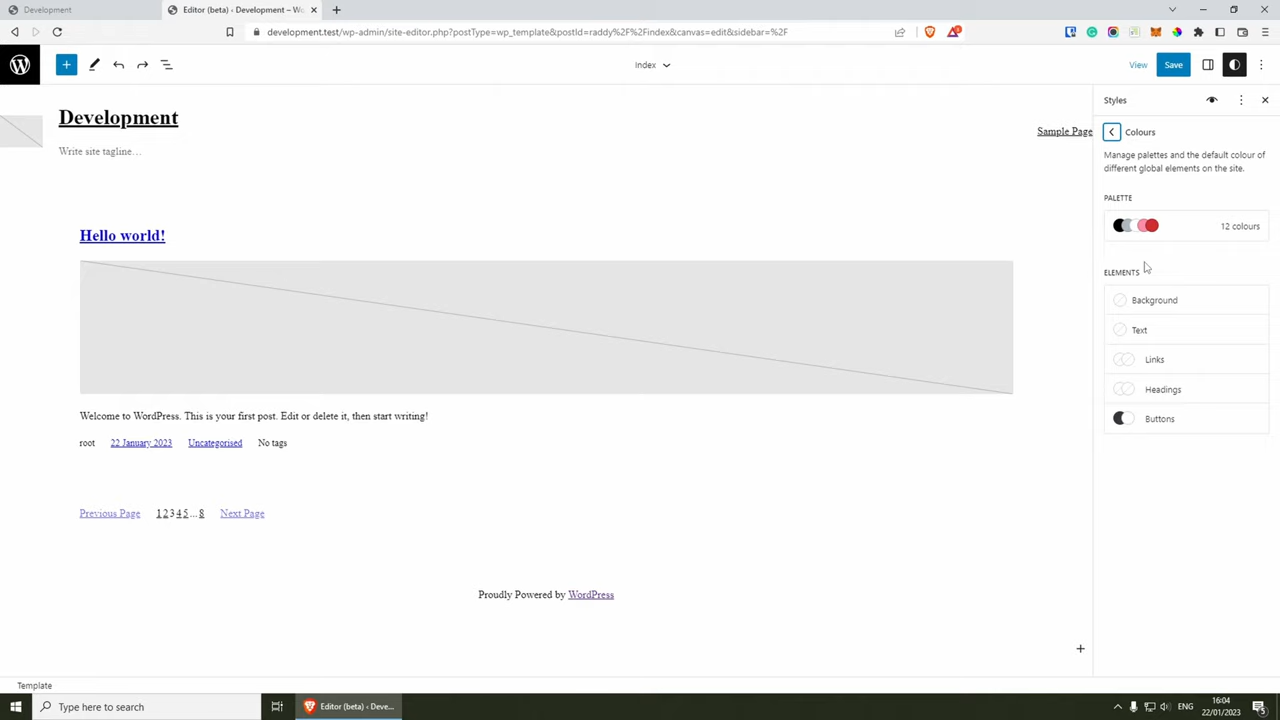 Development
Editor (beta) ‹ Development – Wo
development.test/wp-admin/site-editor.php?postType=wp_template&postId=raddy%2F%2Findex&canvas=edit&sidebar=%2F
Index
View
Save
Styles
Development
Write site tagline…
Sample Page
Colours
Manage palettes and the default colour of
different global elements on the site.
PALETTE
12 colours
ELEMENTS
Background
Text
Links
Headings
Buttons
Hello world!
Welcome to WordPress. This is your first post. Edit or delete it, then start writing!
root 22 January 2023 Uncategorised No tags
Previous Page 1 2 3 4 5 … 8 Next Page
Proudly Powered by WordPress
Template
Type here to search
Editor (beta) ‹ Deve...
ENG
16:04
22/01/2023